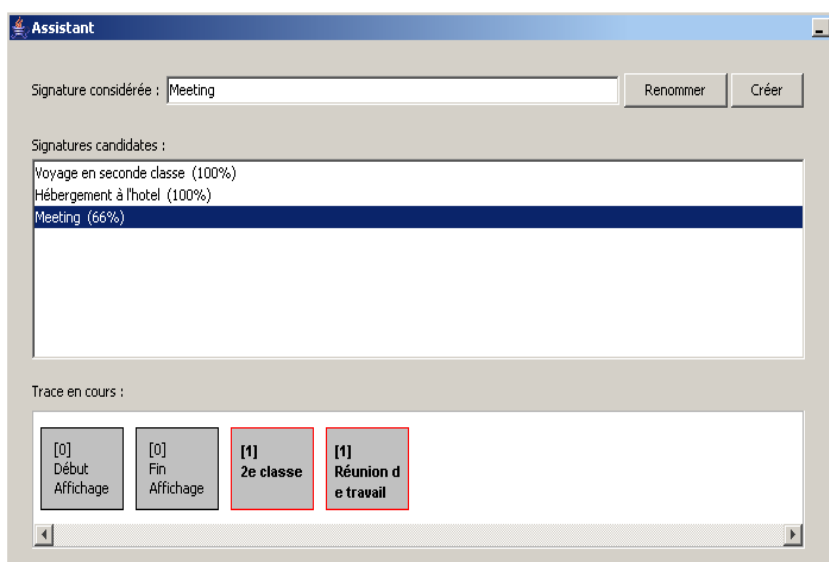 Assistant
Signature considérée : Meeting Renommer Créer
Signatures candidates :
Voyage en seconde classe (100%)
Hébergement à l'hotel (100%)
Meeting (66%)
Trace en cours :
[0]
Début
Affichage
[0]
Fin
Affichage
[1]
2e classe
[1]
Réunion d
e travail